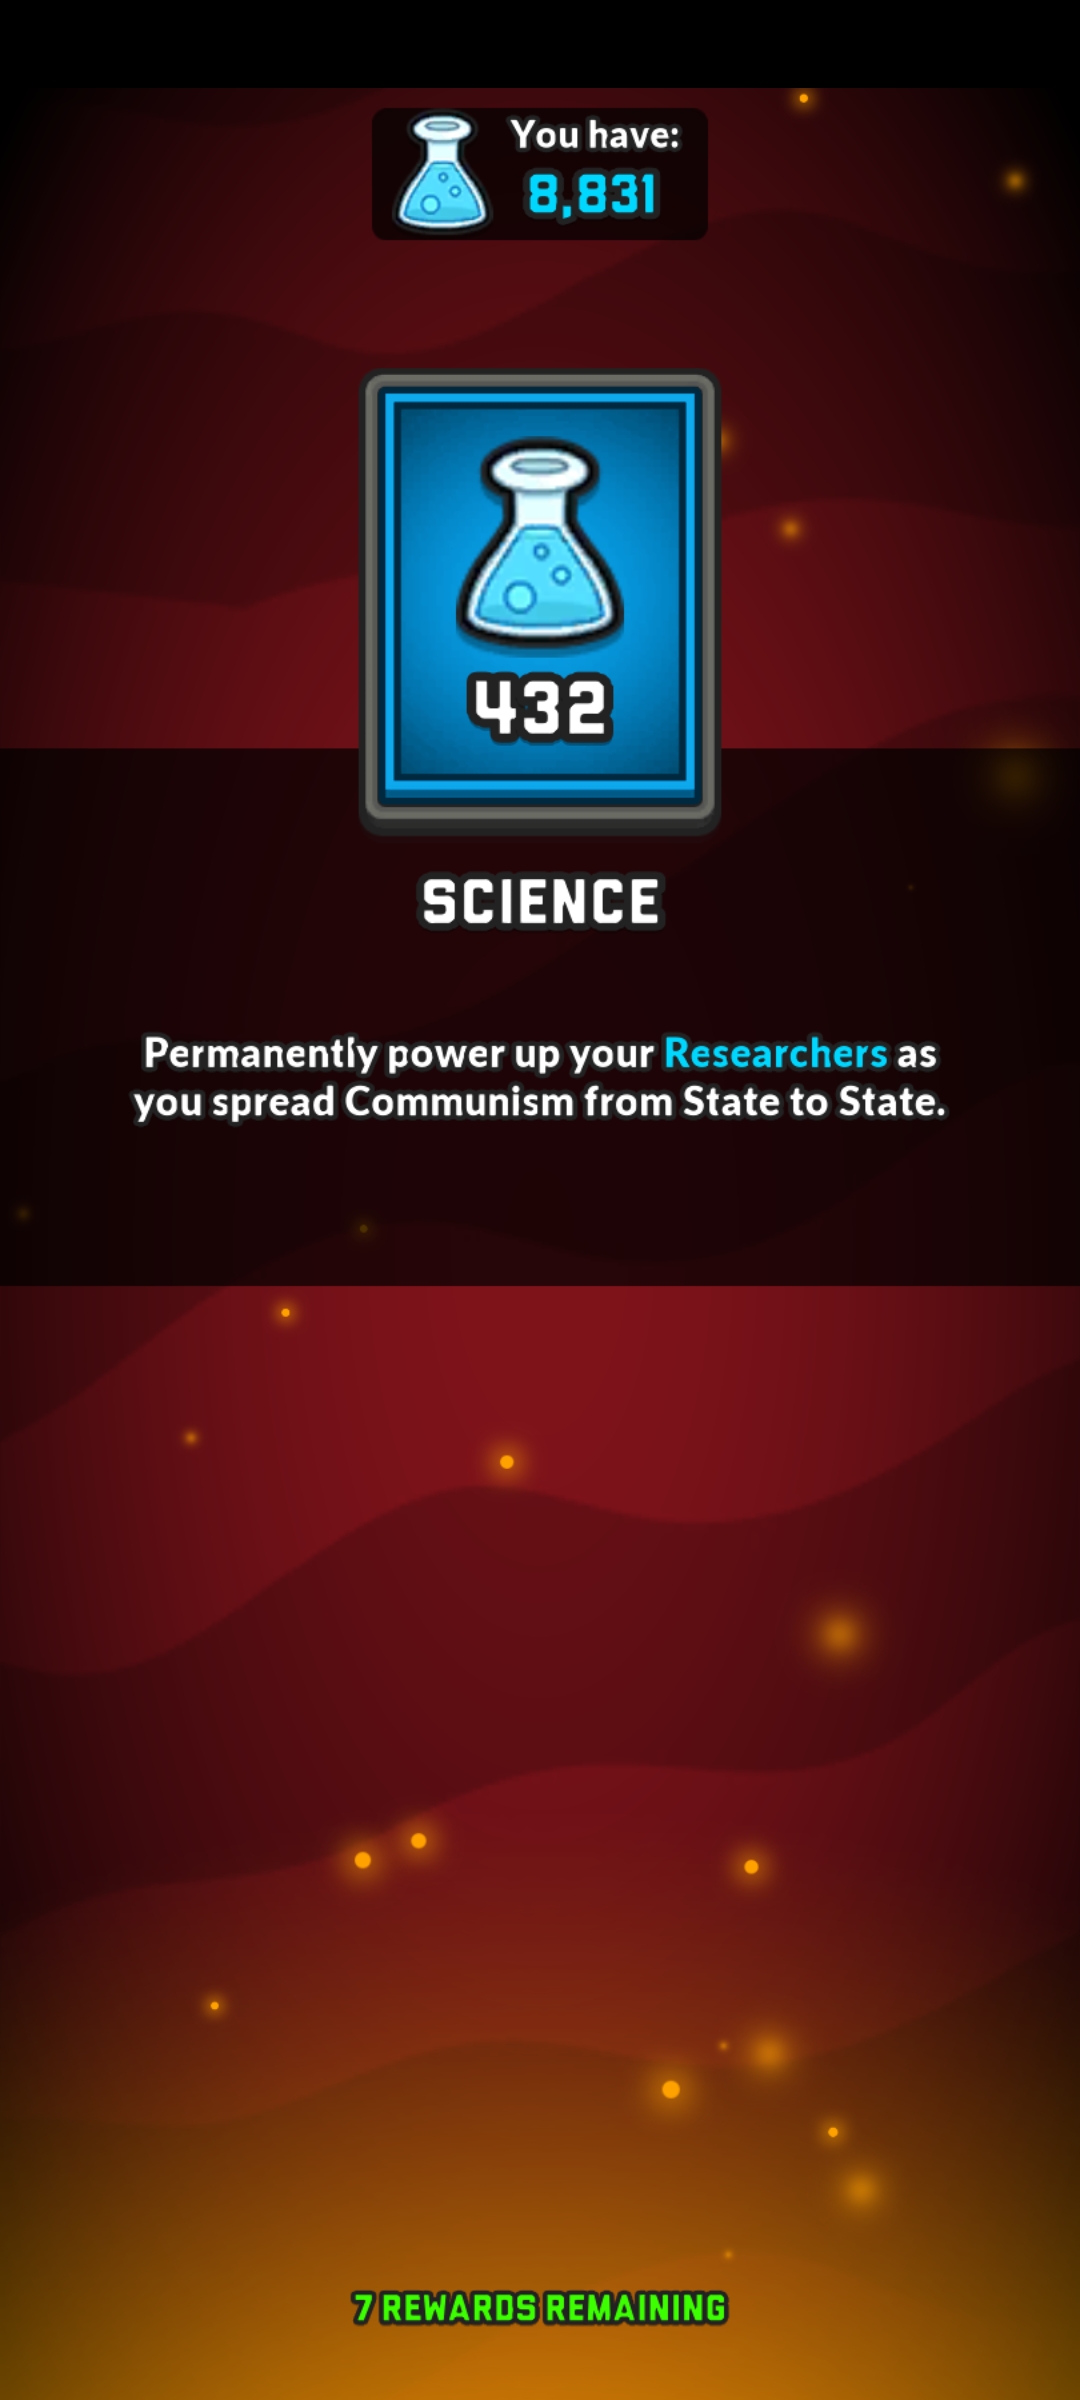 You have:
8,831
432
SCIENCE
Permanently power up your Researchers as
you spread Communism from State to State.
7 REWARDS REMAINING